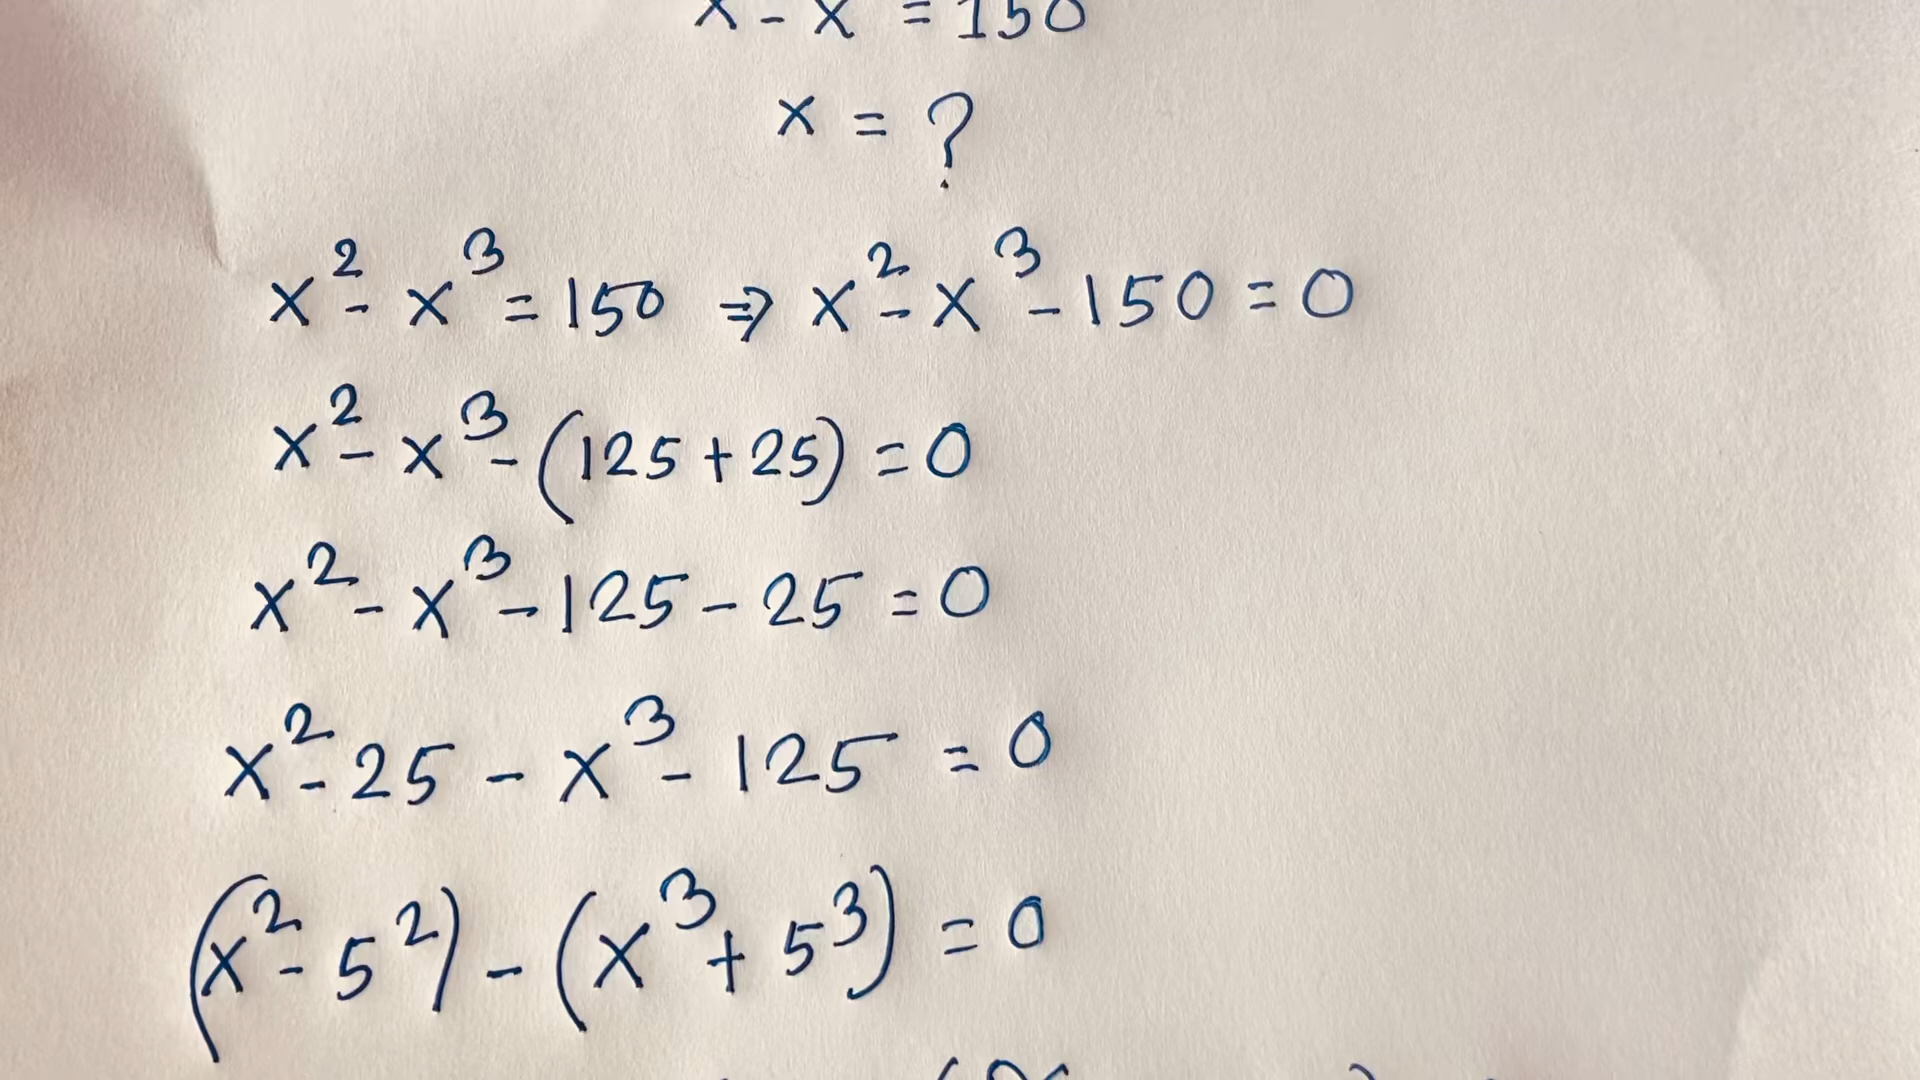 x - x = 150
x = ?
x² - x³ = 150 ⇒ x² - x³ - 150 = 0
x² - x³ - (125 + 25) = 0
x² - x³ - 125 - 25 = 0
x² - 25 - x³ - 125 = 0
(x² - 5²) - (x³ + 5³) = 0